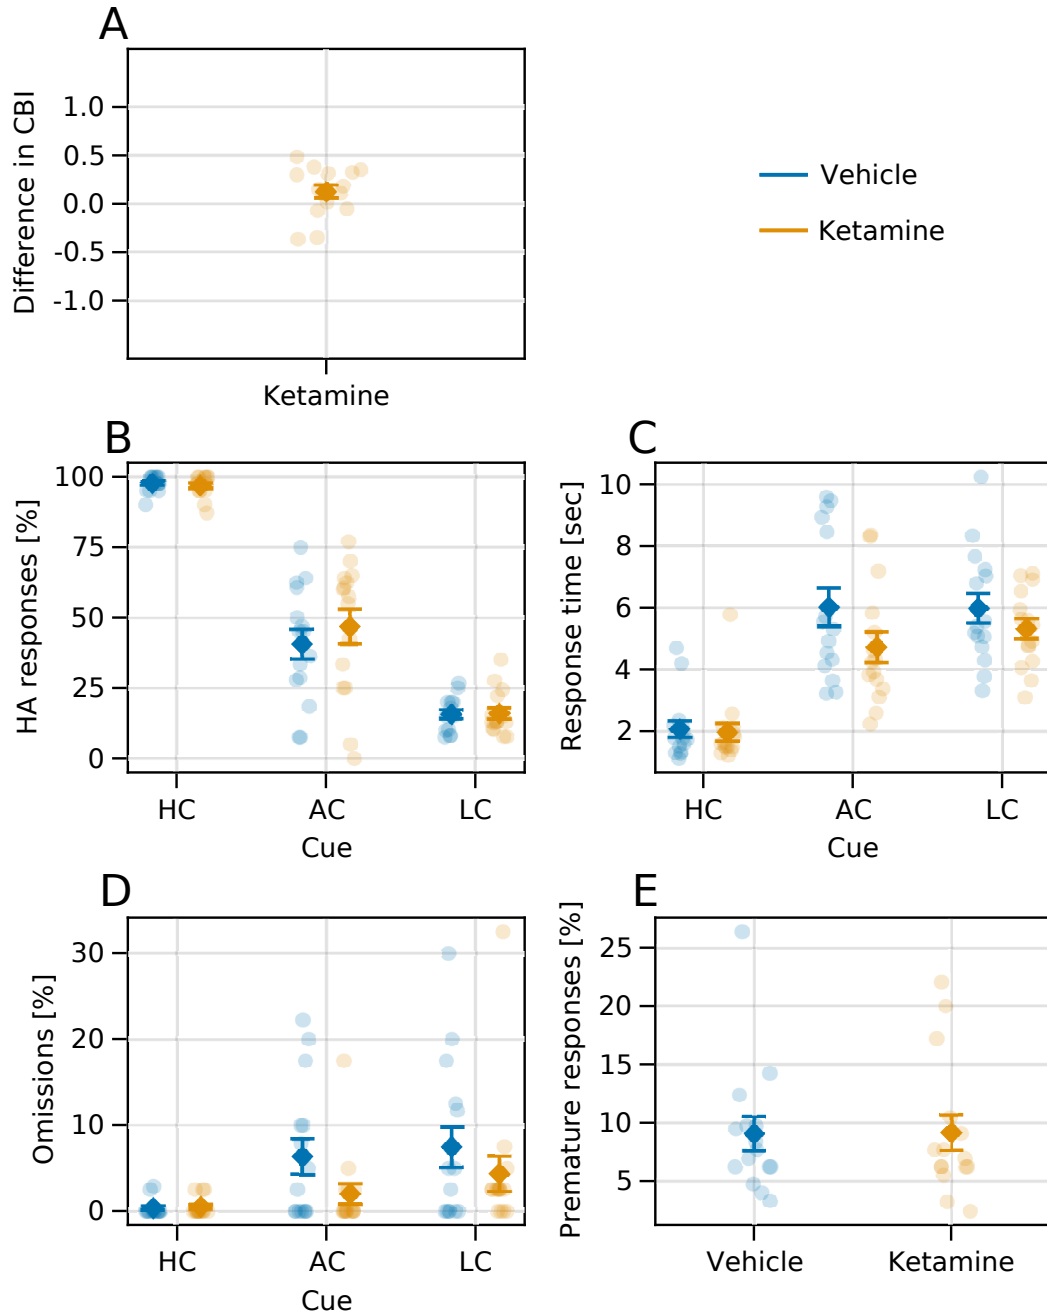 A
Difference in CBI
1.0
0.5
0.0
-0.5
-1.0
Ketamine
Vehicle
Ketamine
B
HA responses [%]
100
75
50
25
0
HC AC LC
Cue
C
Response time [sec]
10
8
6
4
2
HC AC LC
Cue
D
Omissions [%]
30
20
10
0
HC AC LC
Cue
E
Premature responses [%]
25
20
15
10
5
Vehicle Ketamine